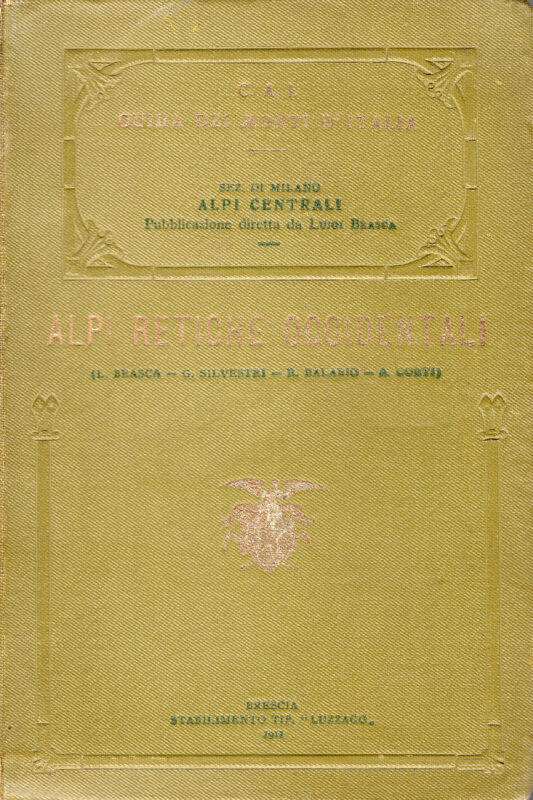 C. A. I.
GUIDA DEI MONTI D'ITALIA
SEZ. DI MILANO
ALPI CENTRALI
Pubblicazione diretta da LUIGI BRASCA
ALPI RETICHE OCCIDENTALI
(L. BRASCA - G. SILVESTRI - R. BALABIO - A. CORTI)
BRESCIA
STABILIMENTO TIP. "LUZZAGO„
1911